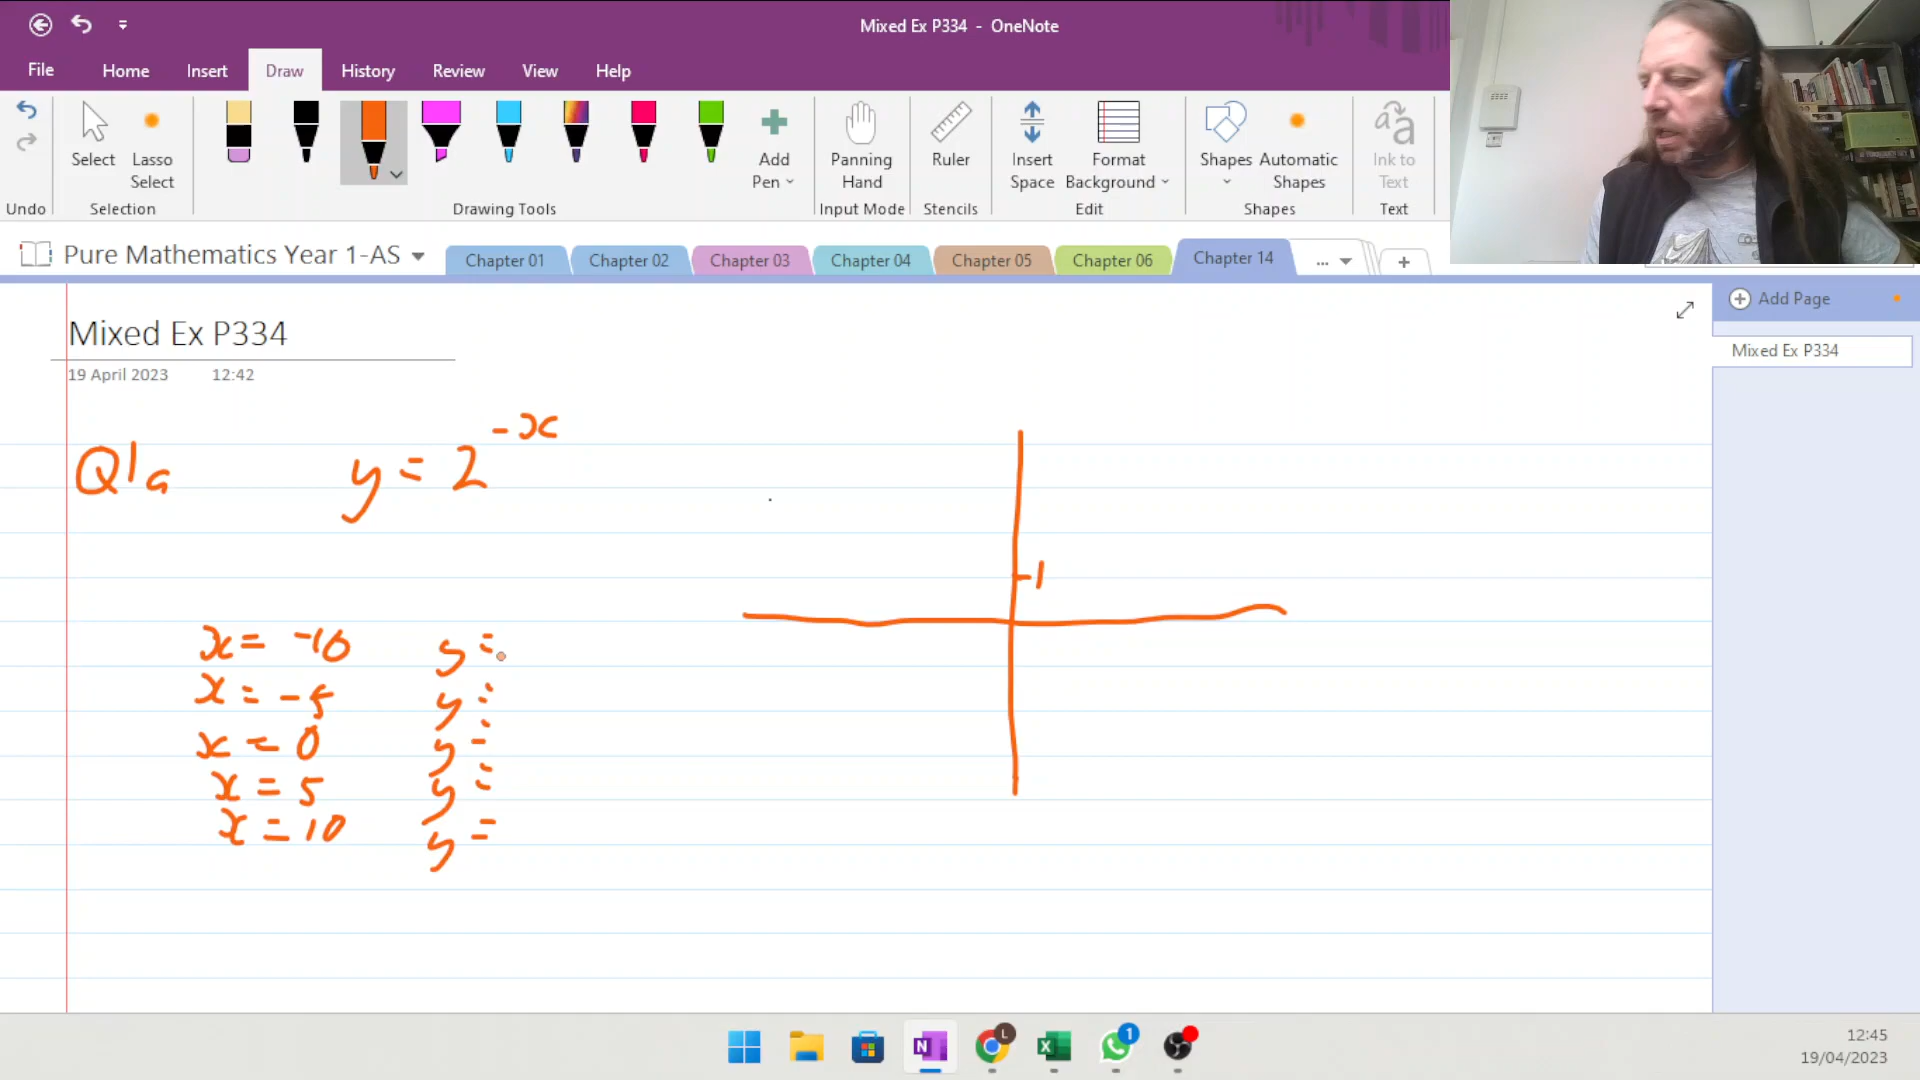 Mixed Ex P334 - OneNote
File Home Insert Draw History Review View Help
Select Lasso Select Add Pen Panning Hand Ruler Insert Space Format Background Shapes Automatic Shapes Ink to Text
Undo Selection Drawing Tools Input Mode Stencils Edit Shapes Text
Pure Mathematics Year 1-AS Chapter 01 Chapter 02 Chapter 03 Chapter 04 Chapter 05 Chapter 06 Chapter 14 ... +
Add Page
Mixed Ex P334
Mixed Ex P334
19 April 2023 12:42
Q1a y = 2^-x
1
x = -10 y =
x = -5 y =
x = 0 y =
x = 5 y =
x = 10 y =
L
1
12:45
19/04/2023